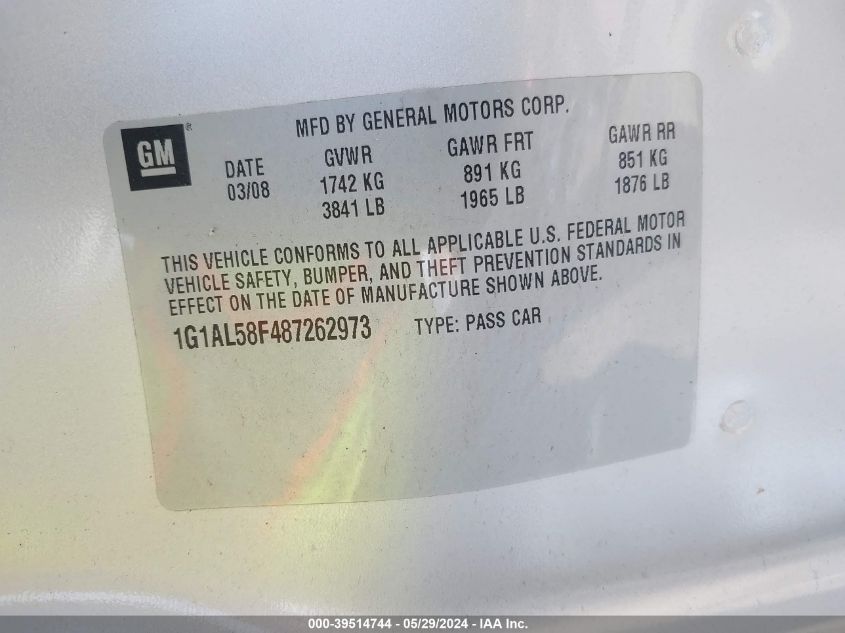 MFD BY GENERAL MOTORS CORP.
GM ®
DATE GVWR GAWR FRT GAWR RR
03/08 1742 KG 891 KG 851 KG
3841 LB 1965 LB 1876 LB
THIS VEHICLE CONFORMS TO ALL APPLICABLE U.S. FEDERAL MOTOR
VEHICLE SAFETY, BUMPER, AND THEFT PREVENTION STANDARDS IN
EFFECT ON THE DATE OF MANUFACTURE SHOWN ABOVE.
1G1AL58F487262973 TYPE: PASS CAR
000-39514744 - 05/29/2024 - IAA Inc.